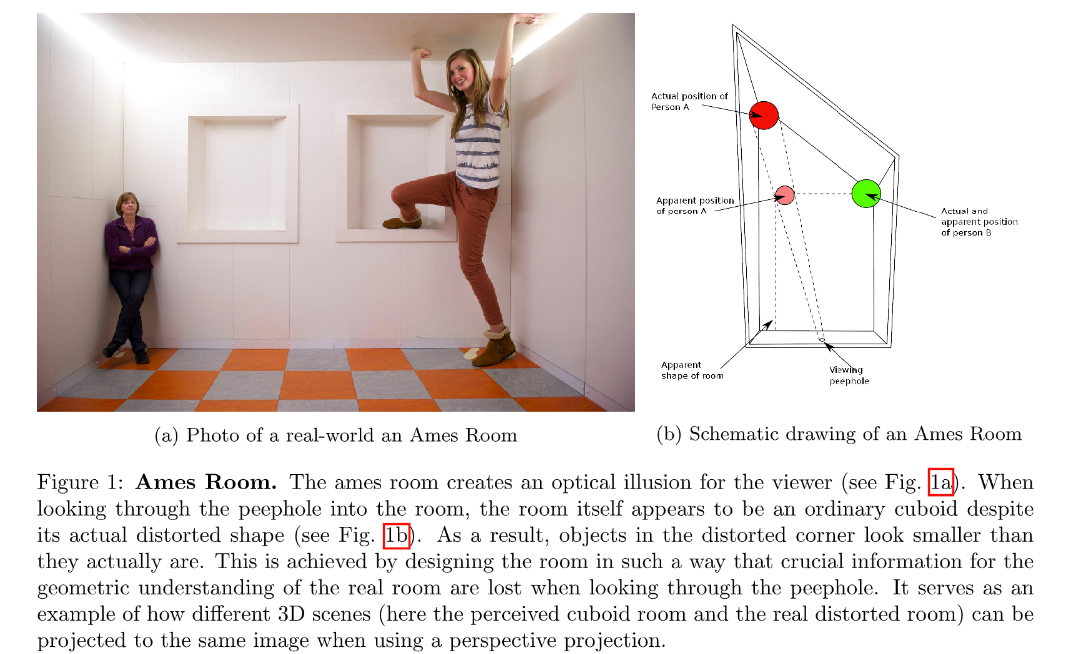 Actual position of
Person A
Apparent position
of person A
Actual and
apparent position
of person B
Apparent
shape of room
Viewing
peephole
(a) Photo of a real-world an Ames Room
(b) Schematic drawing of an Ames Room
Figure 1: Ames Room. The ames room creates an optical illusion for the viewer (see Fig. 1a). When
looking through the peephole into the room, the room itself appears to be an ordinary cuboid despite
its actual distorted shape (see Fig. 1b). As a result, objects in the distorted corner look smaller than
they actually are. This is achieved by designing the room in such a way that crucial information for the
geometric understanding of the real room are lost when looking through the peephole. It serves as an
example of how different 3D scenes (here the perceived cuboid room and the real distorted room) can be
projected to the same image when using a perspective projection.